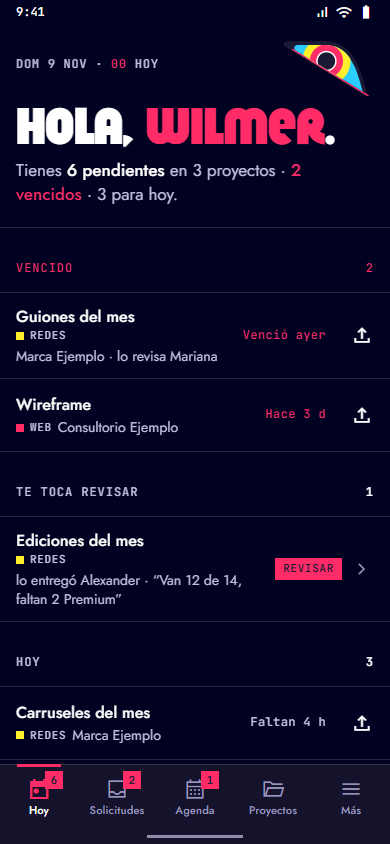 9:41
DOM 9 NOV · 00 HOY
HOLA, WILMER.
Tienes 6 pendientes en 3 proyectos · 2
vencidos · 3 para hoy.
VENCIDO 2
Guiones del mes
REDES
Venció ayer
Marca Ejemplo · lo revisa Mariana
Wireframe
Hace 3 d
WEB Consultorio Ejemplo
TE TOCA REVISAR 1
Ediciones del mes
REDES
REVISAR
lo entregó Alexander · “Van 12 de 14,
faltan 2 Premium”
HOY 3
Carruseles del mes
Faltan 4 h
REDES Marca Ejemplo
6 2 1
Hoy Solicitudes Agenda Proyectos Más